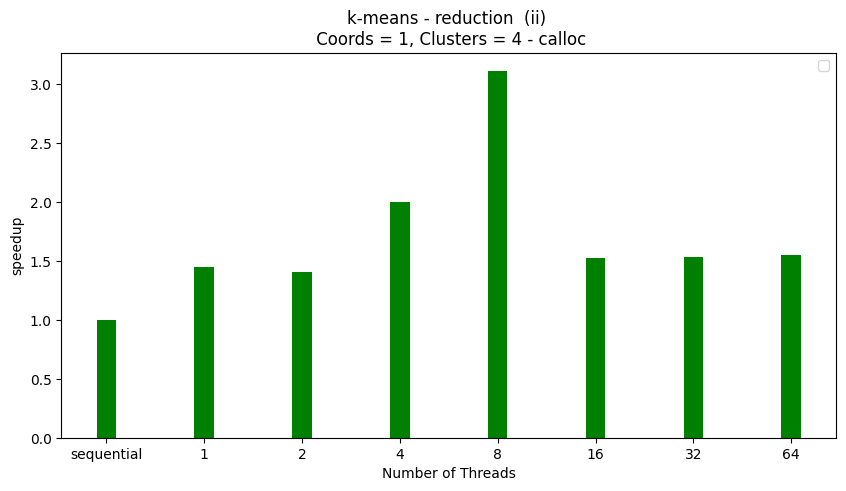 k-means - reduction  (ii)
Coords = 1, Clusters = 4 - calloc
speedup
3.0
2.5
2.0
1.5
1.0
0.5
0.0
sequential 1 2 4 8 16 32 64
Number of Threads